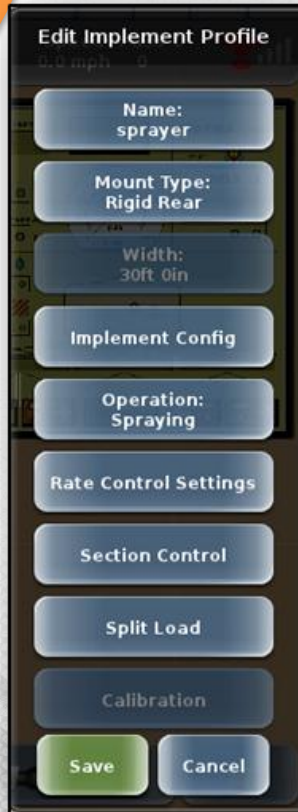 Edit Implement Profile
0.0 mph 0
Name:
sprayer
Mount Type:
Rigid Rear
Width:
30ft 0in
Implement Config
Operation:
Spraying
Rate Control Settings
Section Control
Split Load
Calibration
Save
Cancel